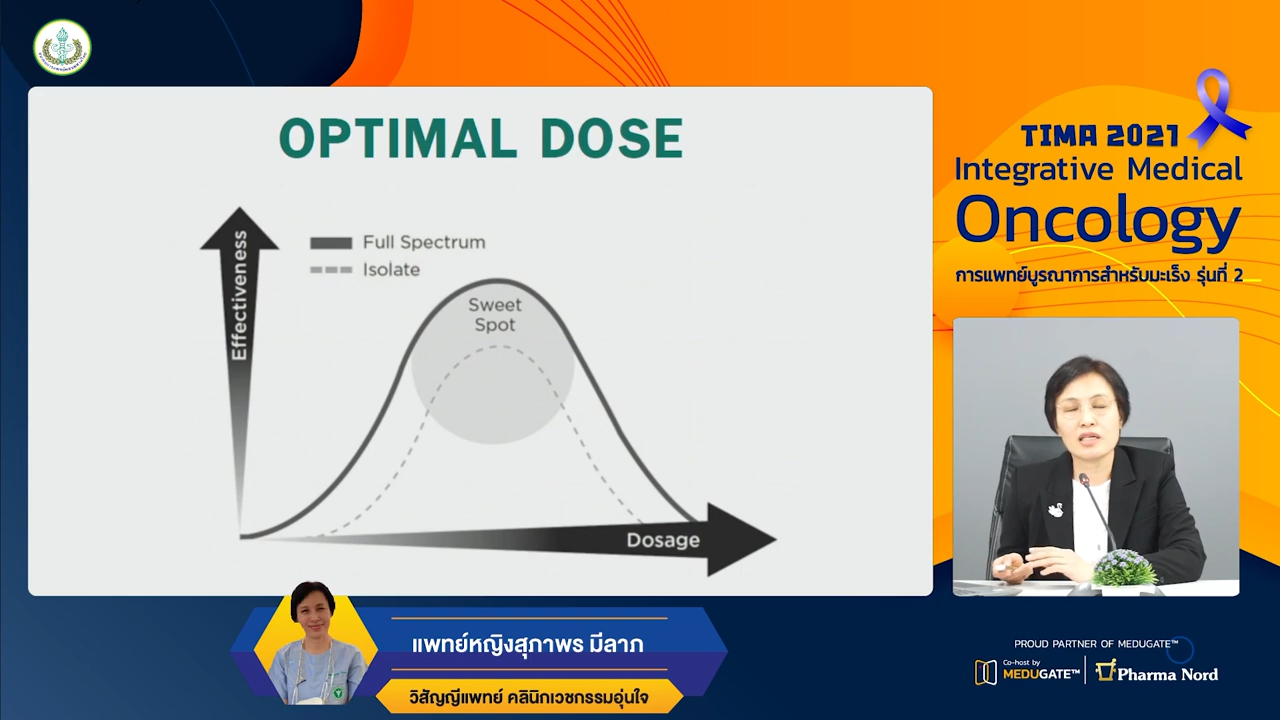 OPTIMAL DOSE
Effectiveness
Full Spectrum
Isolate
Sweet
Spot
Dosage
TIMA 2021
Integrative Medical
Oncology
การแพทย์บูรณาการสำหรับมะเร็ง รุ่นที่ 2
แพทย์หญิงสุภาพร มีลาภ
วิสัญญีแพทย์ คลินิกเวชกรรมอุ่นใจ
PROUD PARTNER OF MEDUGATE™
Co-host by
MEDUGATE™
Pharma Nord